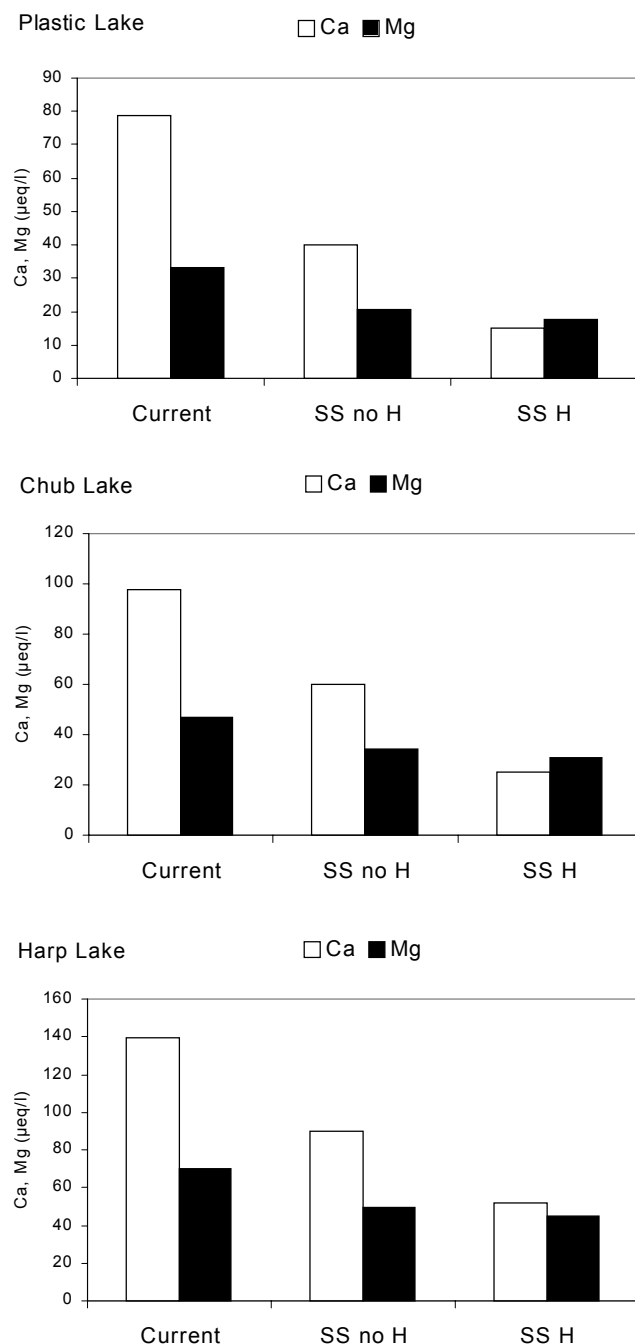 Plastic Lake Ca Mg
90
80
70
60
50
40
30
20
10
0
Ca, Mg (µeq/l)
Current SS no H SS H
Chub Lake Ca Mg
120
100
80
60
40
20
0
Ca, Mg (µeq/l)
Current SS no H SS H
Harp Lake Ca Mg
160
140
120
100
80
60
40
20
0
Ca, Mg (µeq/l)
Current SS no H SS H